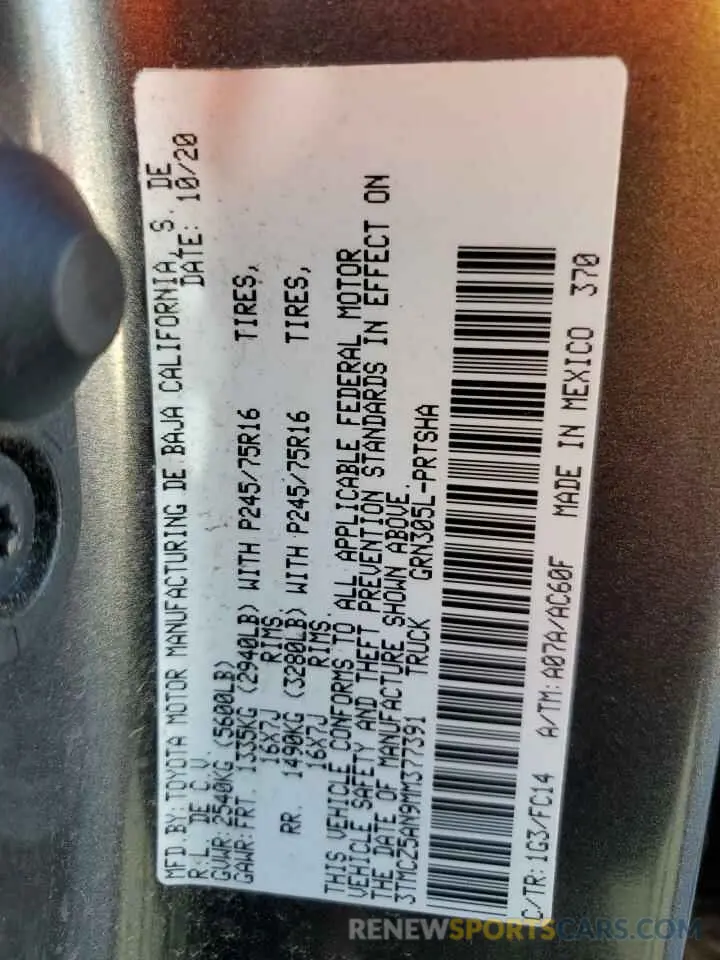 MFD.BY:TOYOTA MOTOR MANUFACTURING DE BAJA CALIFORNIA, S. DE
R.L. DE C.V. DATE: 10/20
GVWR: 2540KG (5600LB)
GAWR:FRT. 1335KG (2940LB) WITH P245/75R16 TIRES,
16X7J RIMS,
RR. 1490KG (3280LB) WITH P245/75R16 TIRES,
16X7J RIMS.
THIS VEHICLE CONFORMS TO ALL APPLICABLE FEDERAL MOTOR
VEHICLE SAFETY AND THEFT PREVENTION STANDARDS IN EFFECT ON
THE DATE OF MANUFACTURE SHOWN ABOVE.
3TMCZ5AN9MM377391 TRUCK GRN305L-PRTSHA
C/TR:1G3/FC14 A/TM:A07A/AC60F MADE IN MEXICO 370
RENEWSPORTSCARS.COM